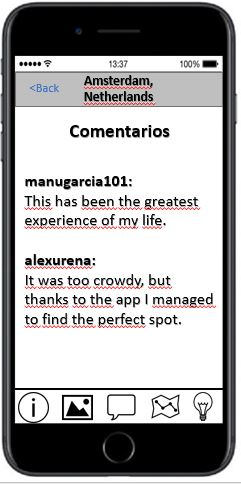 13:37
100%
<Back
Amsterdam,
Netherlands
Comentarios
manugarcia101:
This has been the greatest
experience of my life.
alexurena:
It was too crowdy, but
thanks to the app I managed
to find the perfect spot.